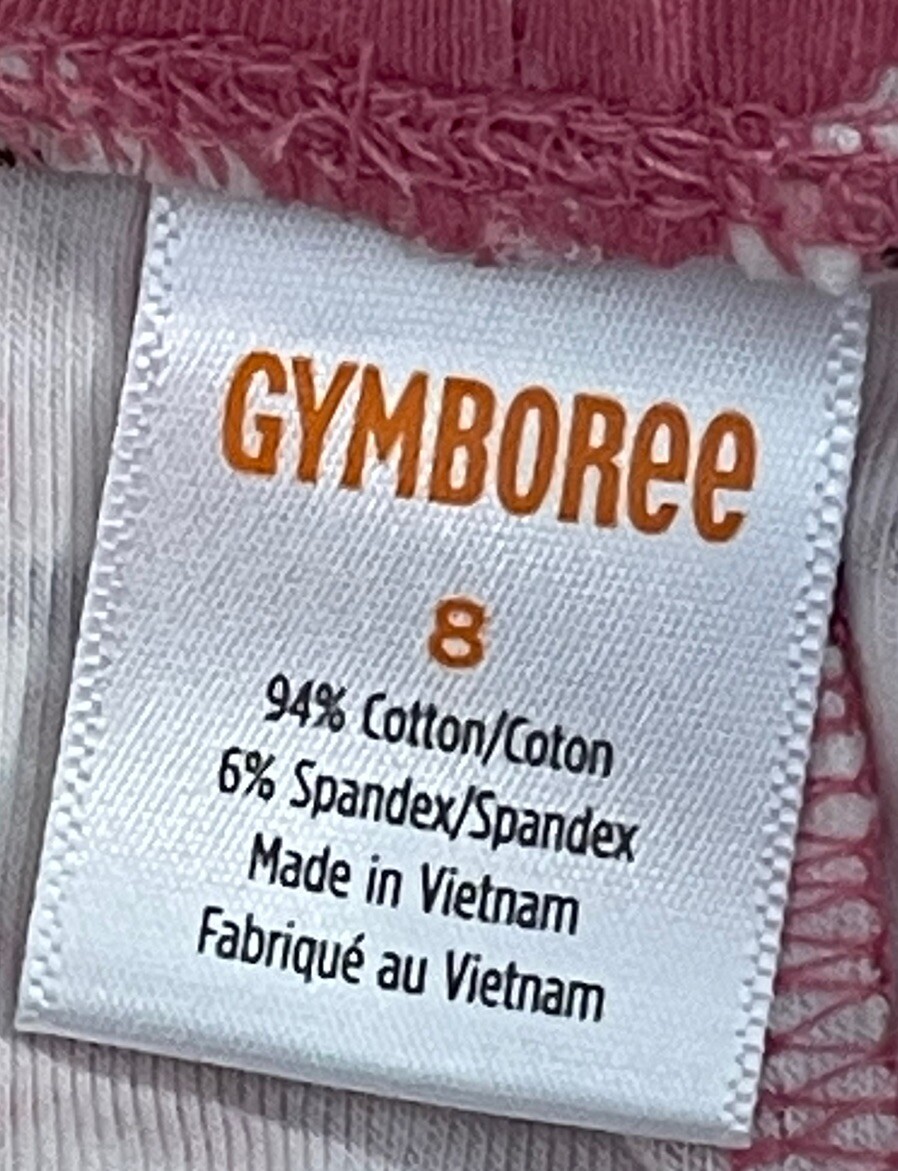 GYMBOREE
8
94% Cotton/Coton
6% Spandex/Spandex
Made in Vietnam
Fabriqué au Vietnam